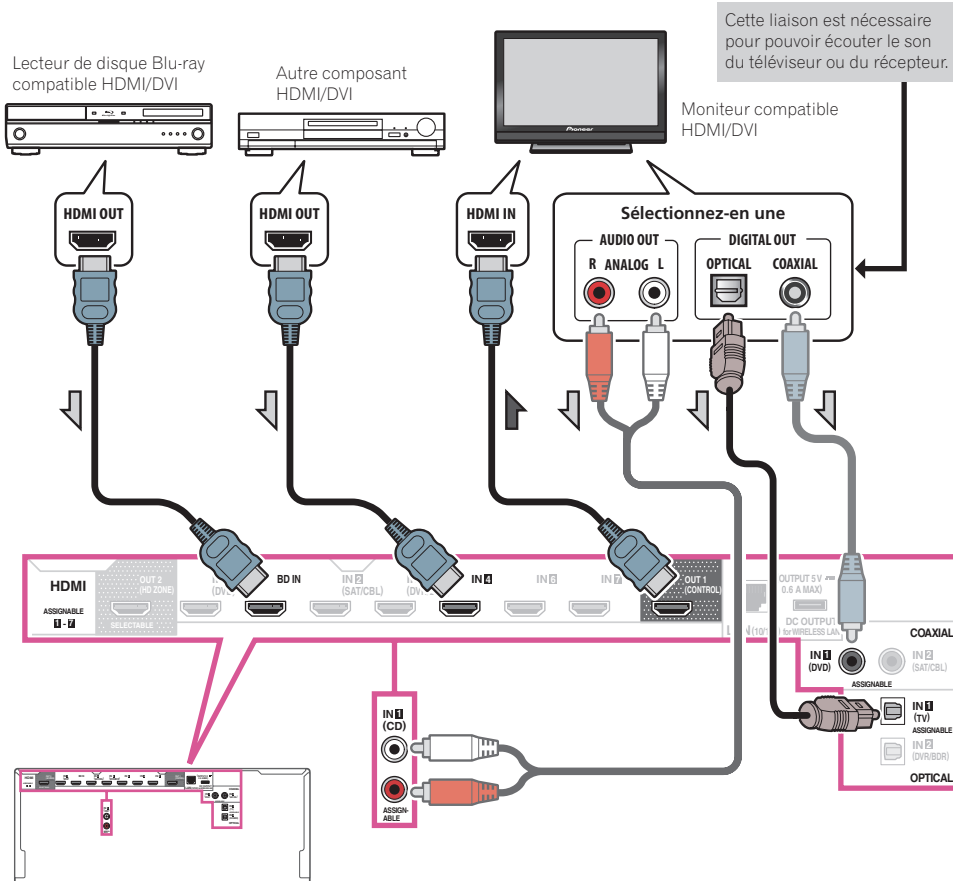 Cette liaison est nécessaire
pour pouvoir écouter le son
du téléviseur ou du récepteur.
Lecteur de disque Blu-ray
compatible HDMI/DVI
Autre composant
HDMI/DVI
Moniteur compatible
HDMI/DVI
Pioneer
HDMI OUT
HDMI OUT
HDMI IN
Sélectionnez-en une
AUDIO OUT
DIGITAL OUT
R ANALOG L
OPTICAL
COAXIAL
HDMI
ASSIGNABLE
1 - 7
OUT 2
(HD ZONE)
SELECTABLE
BD IN
IN 2
(SAT/CBL)
IN 4
IN 6
IN 7
OUT 1
(CONTROL)
OUTPUT 5 V
0.6 A MAX)
DC OUTPUT
for WIRELESS LAN
COAXIAL
IN 1
(DVD)
IN 2
(SAT/CBL)
ASSIGNABLE
IN 1
(TV)
ASSIGNABLE
IN 2
(DVR/BDR)
OPTICAL
IN 1
(CD)
ASSIGN-
ABLE
HDMI